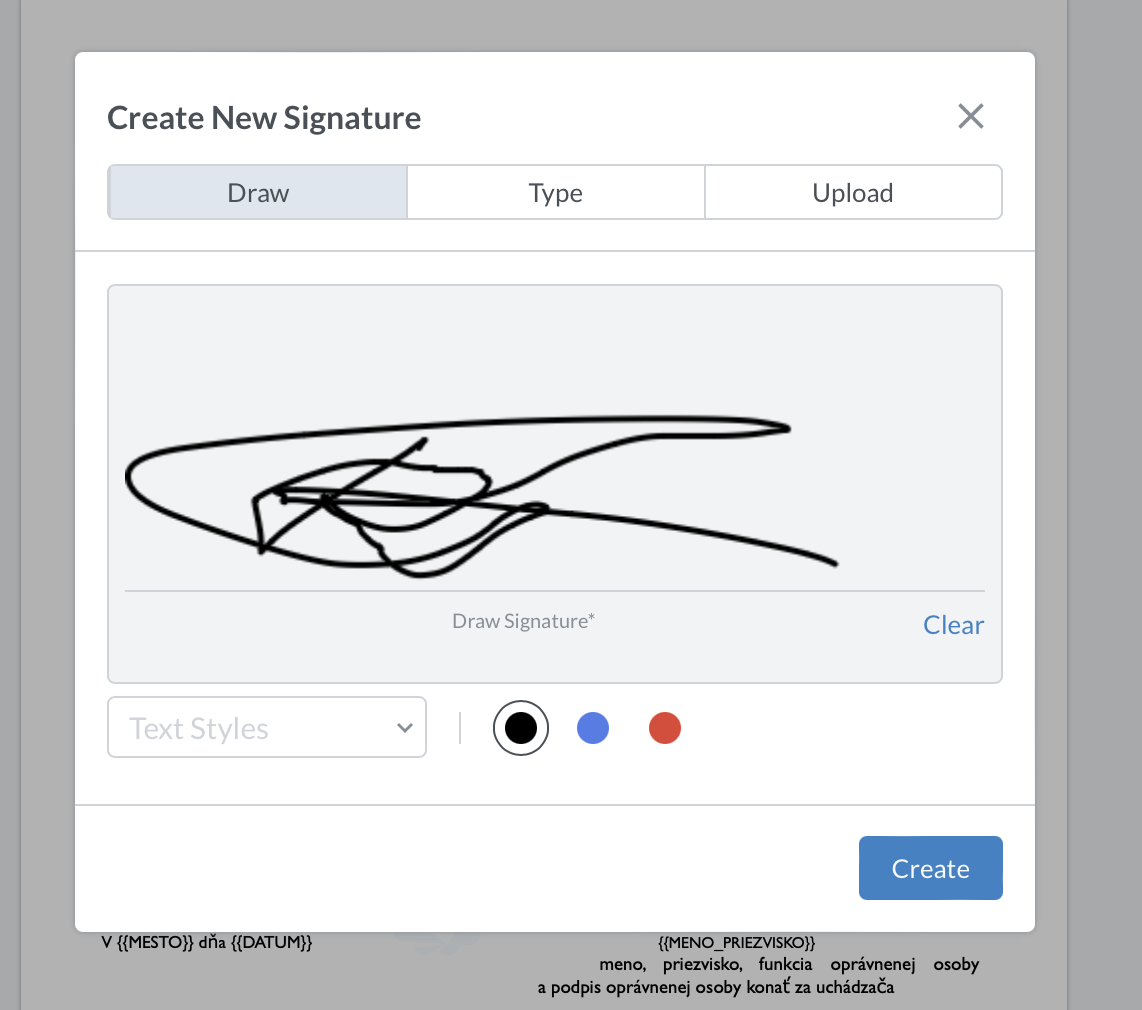 Create New Signature
Draw Type Upload
Draw Signature*
Clear
Text Styles
Create
V {{MESTO}} dňa {{DATUM}}
{{MENO_PRIEZVISKO}}
meno, priezvisko, funkcia oprávnenej osoby
a podpis oprávnenej osoby konať za uchádzača